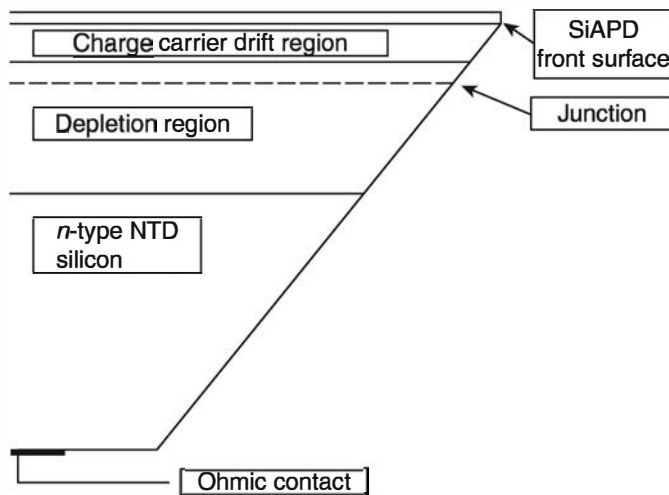 Charge carrier drift region
SiAPD
front surface
Junction
Depletion region
n-type NTD
silicon
Ohmic contact